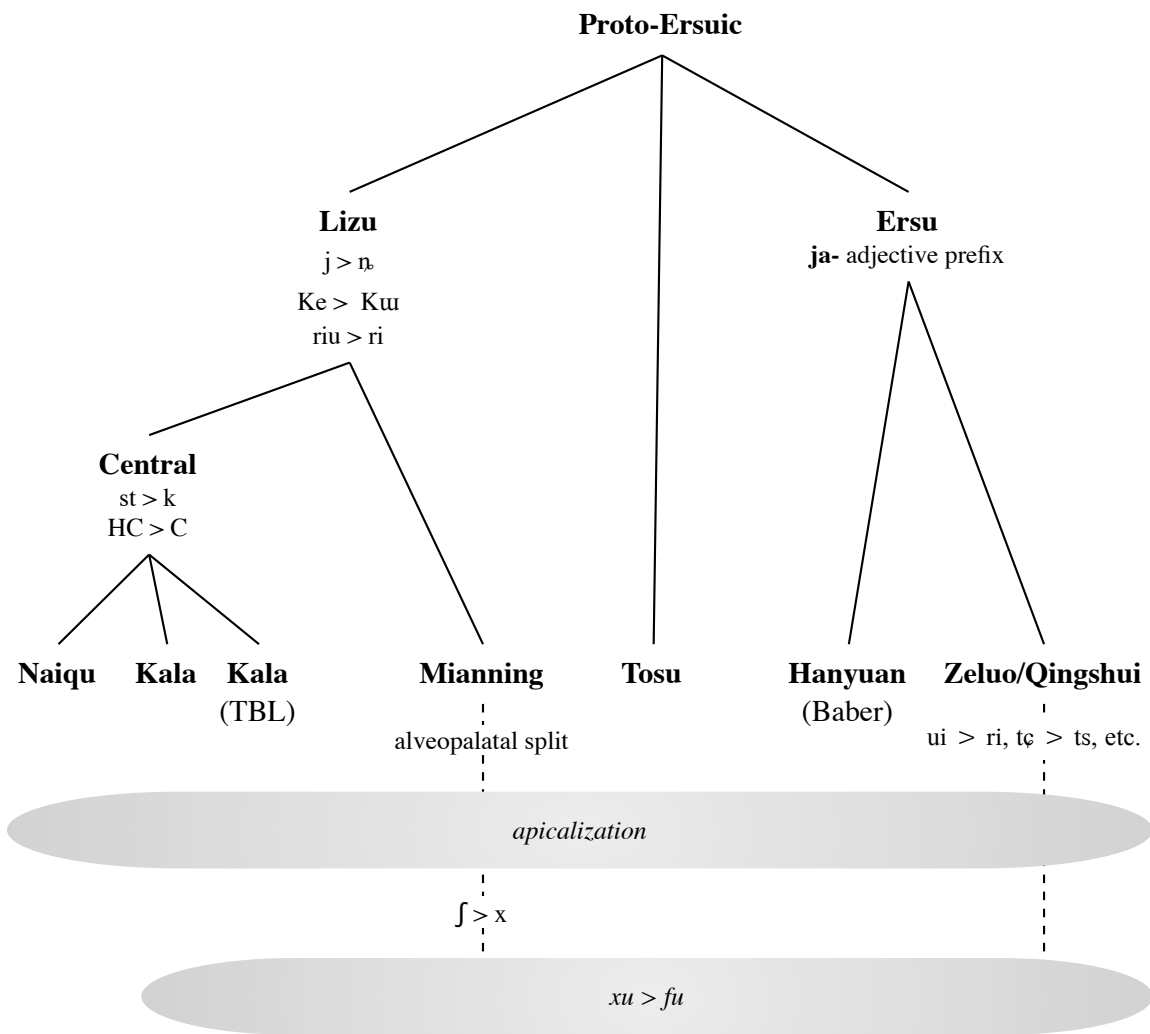 Proto-Ersuic
Lizu
j > ȵ
Ke > Kɯ
riu > ri
Ersu
ja- adjective prefix
Central
st > k
HC > C
Naiqu
Kala
Kala
(TBL)
Mianning
alveopalatal split
Tosu
Hanyuan
(Baber)
Zeluo/Qingshui
ui > ri, tɕ > ts, etc.
apicalization
ʃ > x
xu > fu